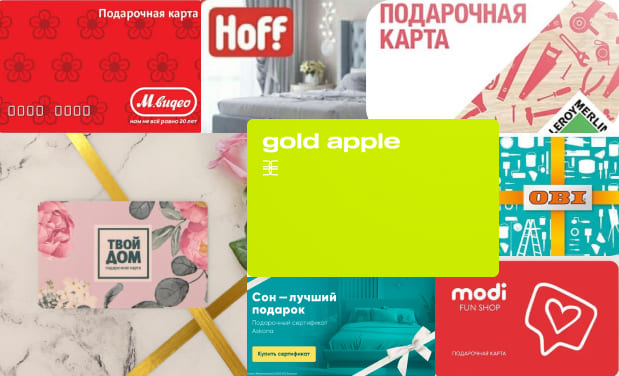 Подарочная карта
М.видео
нам не всё равно 20 лет
Hoff
ПОДАРОЧНАЯ
КАРТА
LEROY
MERLIN
gold apple
OBI
ТВОЙ
ДОМ
подарочная карта
Сон — лучший
подарок
Подарочный сертификат
Askona
Купить сертификат
modi
FUN SHOP
ПОДАРОЧНАЯ КАРТА